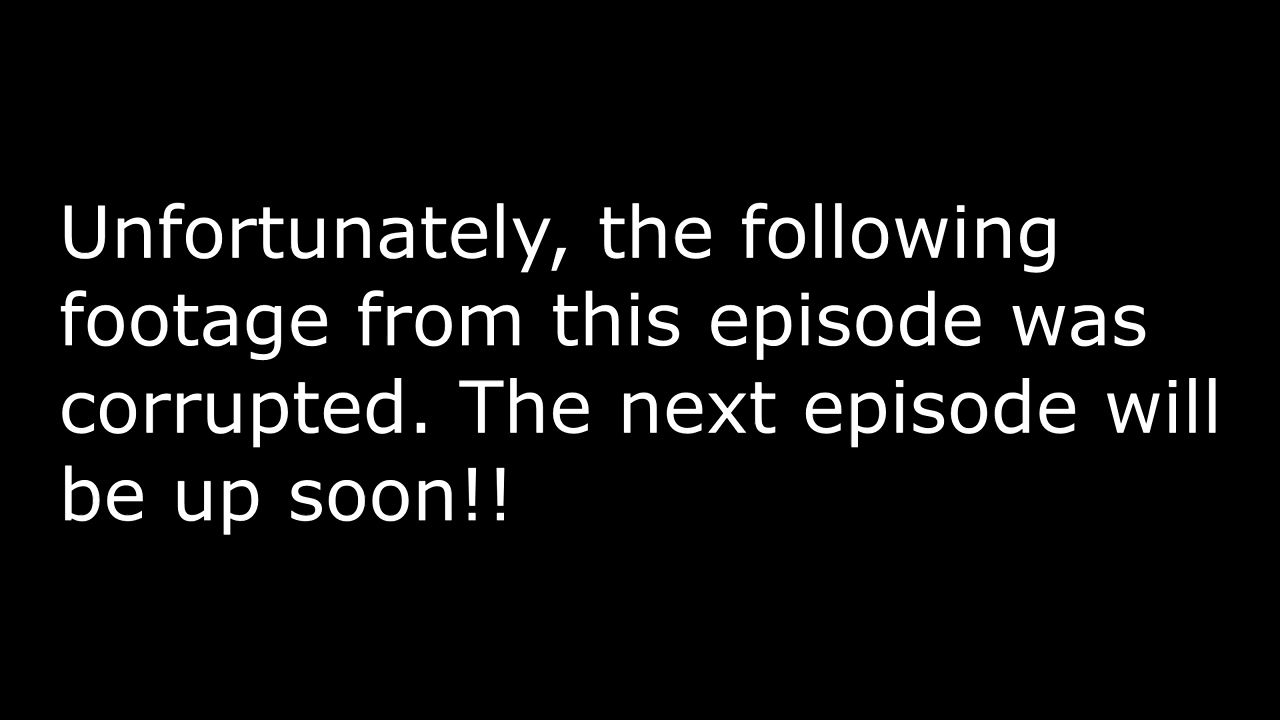 Unfortunately, the following
footage from this episode was
corrupted. The next episode will
be up soon!!